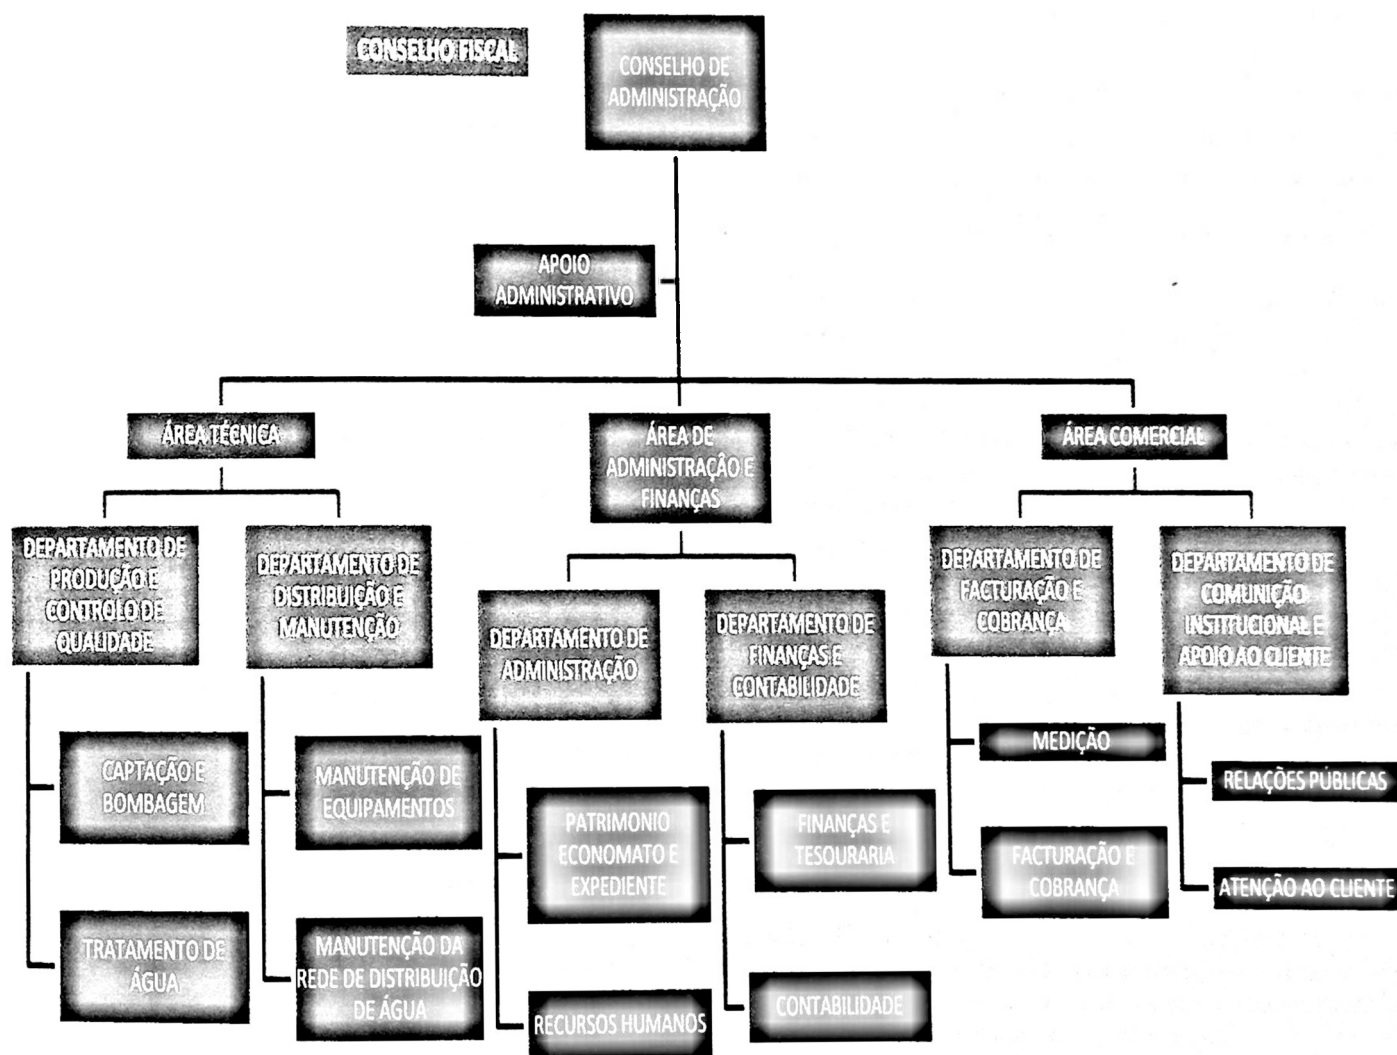 CONSELHO FISCAL
CONSELHO DE
ADMINISTRAÇÃO
APOIO
ADMINISTRATIVO
ÁREA TÉCNICA
ÁREA DE
ADMINISTRAÇÃO E
FINANÇAS
ÁREA COMERCIAL
DEPARTAMENTO DE
PRODUÇÃO E
CONTROLO DE
QUALIDADE
DEPARTAMENTO DE
DISTRIBUIÇÃO E
MANUTENÇÃO
DEPARTAMENTO DE
ADMINISTRAÇÃO
DEPARTAMENTO DE
FINANÇAS E
CONTABILIDADE
DEPARTAMENTO DE
FACTURAÇÃO E
COBRANÇA
DEPARTAMENTO DE
COMUNIÇÃO
INSTITUCIONAL E
APOIO AO CLIENTE
CAPTAÇÃO E
BOMBAGEM
TRATAMENTO DE
ÁGUA
MANUTENÇÃO DE
EQUIPAMENTOS
MANUTENÇÃO DA
REDE DE DISTRIBUIÇÃO
DE ÁGUA
PATRIMONIO
ECONOMATO E
EXPEDIENTE
RECURSOS HUMANOS
FINANÇAS E
TESOURARIA
CONTABILIDADE
MEDIÇÃO
FACTURAÇÃO E
COBRANÇA
RELAÇÕES PÚBLICAS
ATENÇÃO AO CLIENTE